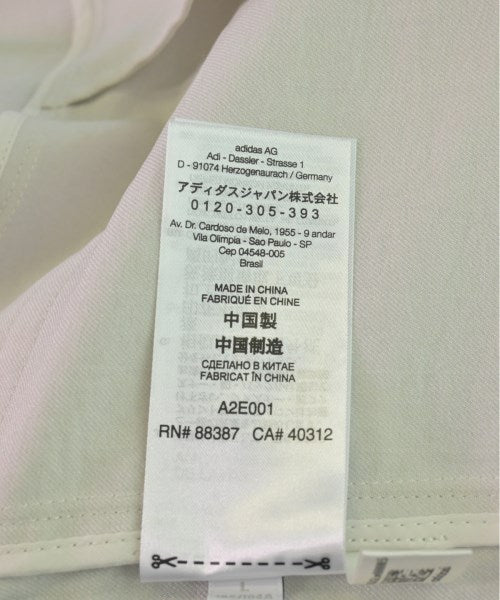 adidas AG
Adi - Dassler - Strasse 1
D - 91074 Herzogenaurach / Germany
アディダスジャパン株式会社
0120-305-393
Av. Dr. Cardoso de Melo, 1955 - 9 andar
Vila Olimpia - Sao Paulo - SP
Cep 04548-005
Brasil
MADE IN CHINA
FABRIQUÉ EN CHINE
中国製
中国制造
СДЕЛАНО В КИТАЕ
FABRICAT ÎN CHINA
A2E001
RN# 88387 CA# 40312
L